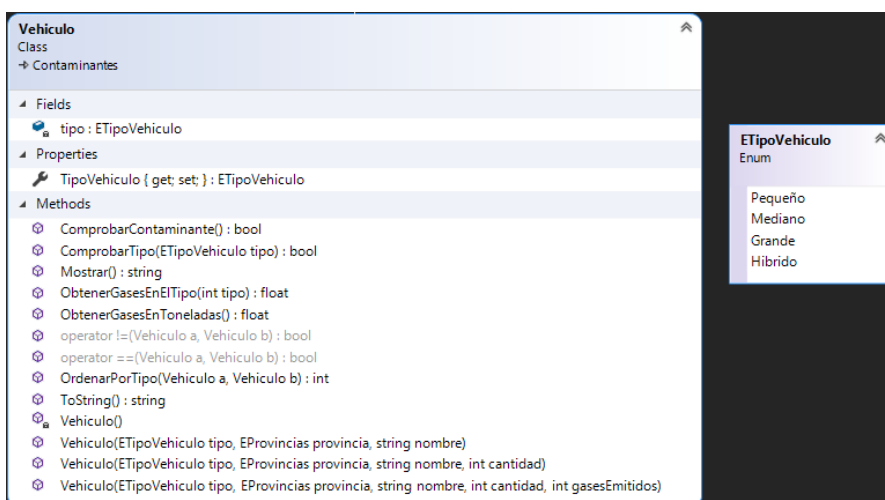 Vehiculo
Class
Contaminantes
Fields
tipo : ETipoVehiculo
Properties
TipoVehiculo { get; set; } : ETipoVehiculo
Methods
ComprobarContaminante() : bool
ComprobarTipo(ETipoVehiculo tipo) : bool
Mostrar() : string
ObtenerGasesEnElTipo(int tipo) : float
ObtenerGasesEnToneladas() : float
operator !=(Vehiculo a, Vehiculo b) : bool
operator ==(Vehiculo a, Vehiculo b) : bool
OrdenarPorTipo(Vehiculo a, Vehiculo b) : int
ToString() : string
Vehiculo()
Vehiculo(ETipoVehiculo tipo, EProvincias provincia, string nombre)
Vehiculo(ETipoVehiculo tipo, EProvincias provincia, string nombre, int cantidad)
Vehiculo(ETipoVehiculo tipo, EProvincias provincia, string nombre, int cantidad, int gasesEmitidos)
ETipoVehiculo
Enum
Pequeño
Mediano
Grande
Hibrido